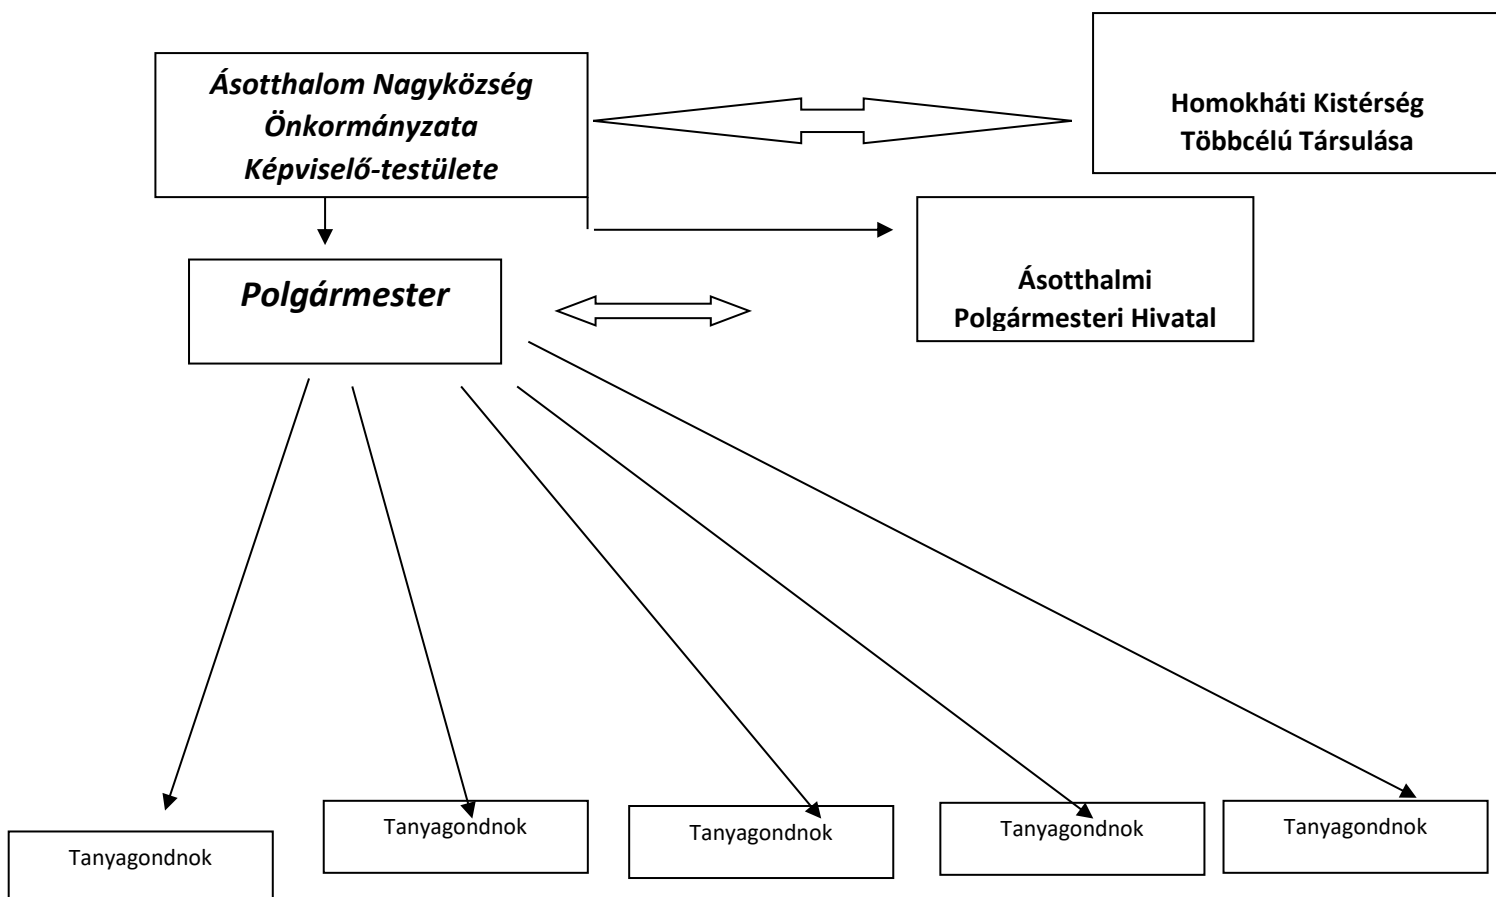 Ásotthalom Nagyközség
Önkormányzata
Képviselő-testülete
Homokháti Kistérség
Többcélú Társulása
Polgármester
Ásotthalmi
Polgármesteri Hivatal
Tanyagondnok
Tanyagondnok
Tanyagondnok
Tanyagondnok
Tanyagondnok